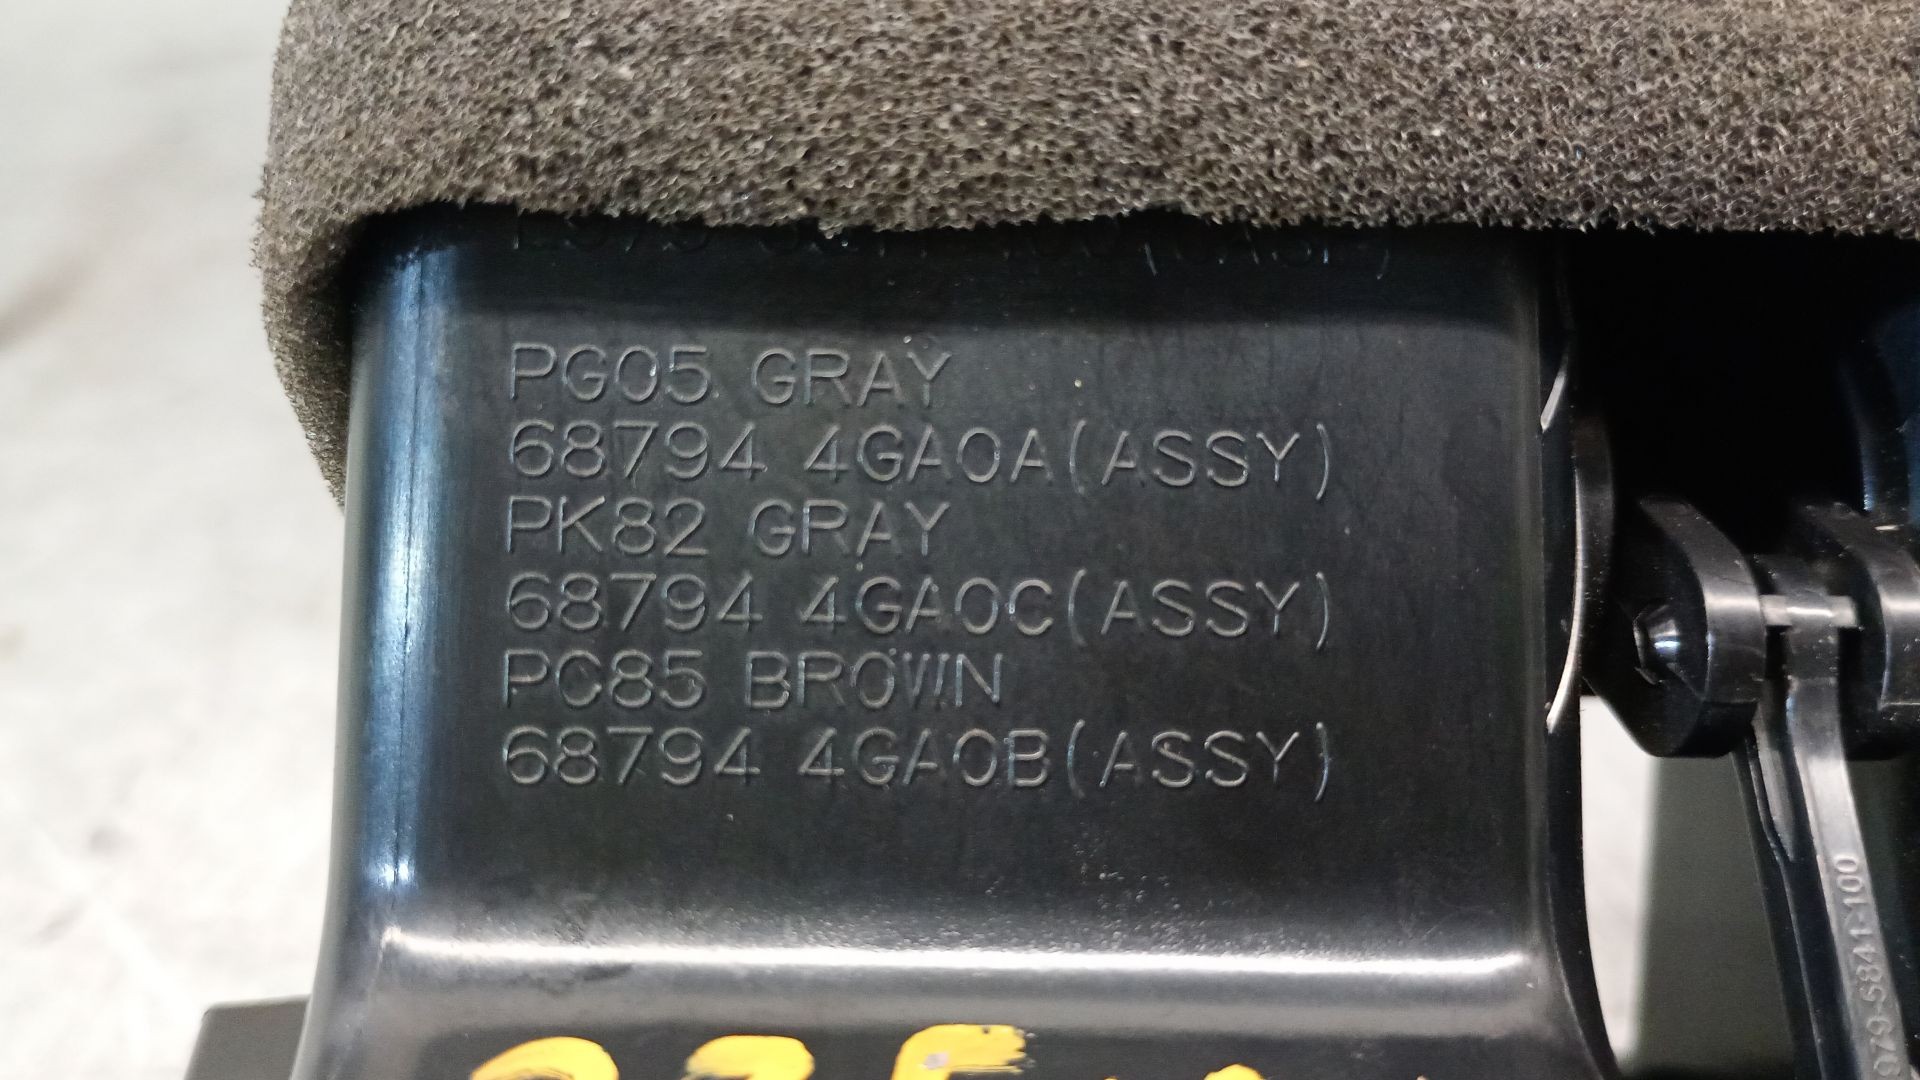 PG05 GRAY
68794 4GA0A(ASSY)
PK82 GRAY
68794 4GA0C(ASSY)
PC85 BROWN
68794 4GA0B(ASSY)